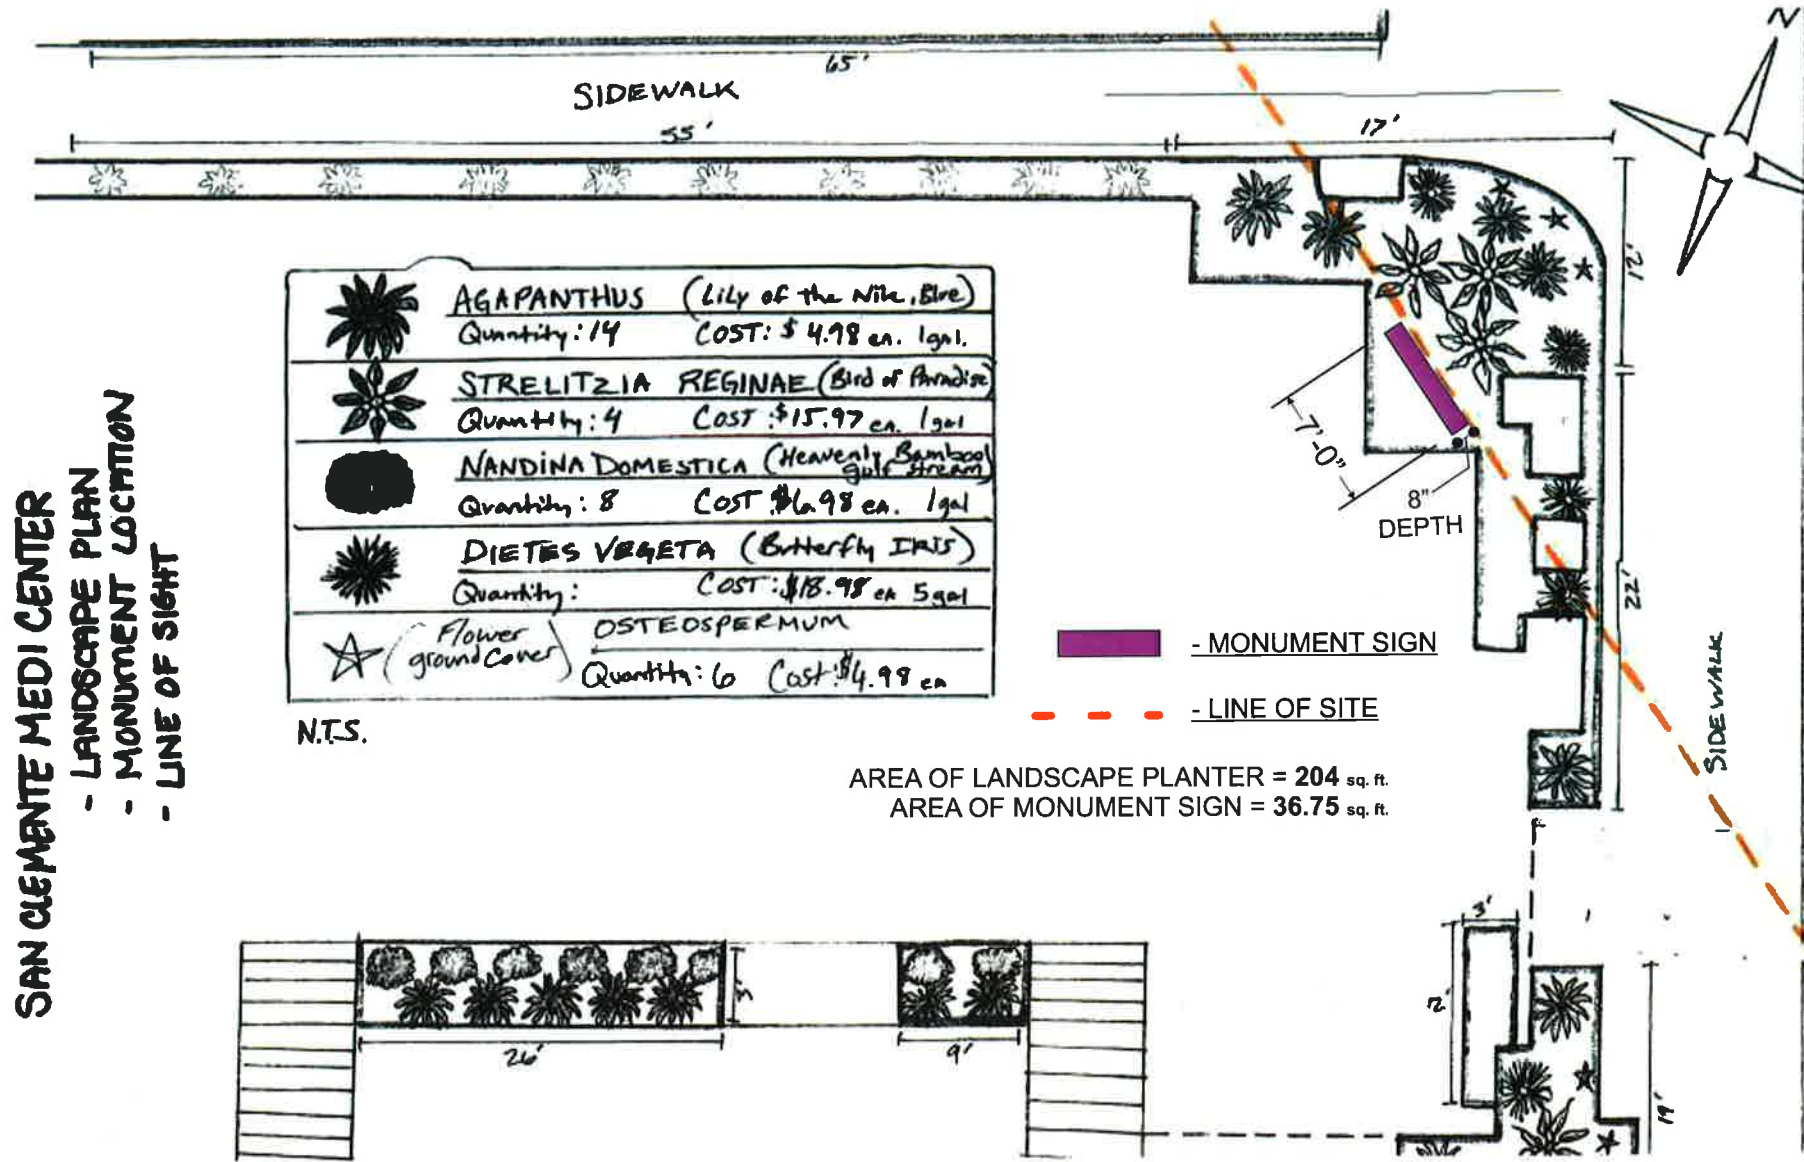 N
65'
SIDEWALK
55'
17'
12'
AGAPANTHUS (Lily of the Nile, Blue)
Quantity: 14 COST: $ 4.98 ea. 1gal.
STRELITZIA REGINAE (Bird of Paradise)
Quantity: 4 COST: $15.97 ea. 1gal
NANDINA DOMESTICA (Heavenly Bamboo gulf stream)
Quantity: 8 COST $6.98 ea. 1gal
DIETES VEGETA (Butterfly IRIS)
Quantity: COST: $18.98 ea 5gal
(Flower ground Cover) OSTEOSPERMUM
Quantity: 6 Cost: $4.98 ea
N.T.S.
SAN CLEMENTE MEDI CENTER
- LANDSCAPE PLAN
- MONUMENT LOCATION
- LINE OF SIGHT
7'-0"
8"
DEPTH
22'
SIDEWALK
- MONUMENT SIGN
- LINE OF SITE
AREA OF LANDSCAPE PLANTER = 204 sq. ft.
AREA OF MONUMENT SIGN = 36.75 sq. ft.
3'
26'
9'
3'
19'